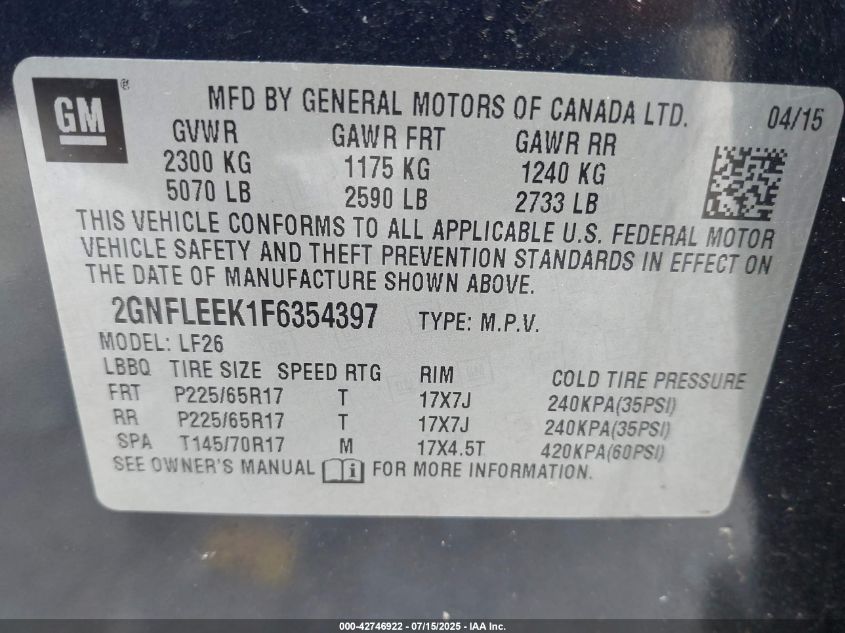 GM ®
MFD BY GENERAL MOTORS OF CANADA LTD. 04/15
GVWR GAWR FRT GAWR RR
2300 KG 1175 KG 1240 KG
5070 LB 2590 LB 2733 LB
THIS VEHICLE CONFORMS TO ALL APPLICABLE U.S. FEDERAL MOTOR
VEHICLE SAFETY AND THEFT PREVENTION STANDARDS IN EFFECT ON
THE DATE OF MANUFACTURE SHOWN ABOVE.
2GNFLEEK1F6354397 TYPE: M.P.V.
MODEL: LF26
LBBQ TIRE SIZE SPEED RTG RIM COLD TIRE PRESSURE
FRT P225/65R17 T 17X7J 240KPA(35PSI)
RR P225/65R17 T 17X7J 240KPA(35PSI)
SPA T145/70R17 M 17X4.5T 420KPA(60PSI)
SEE OWNER'S MANUAL i FOR MORE INFORMATION.
000-42746922 - 07/15/2025 - IAA Inc.